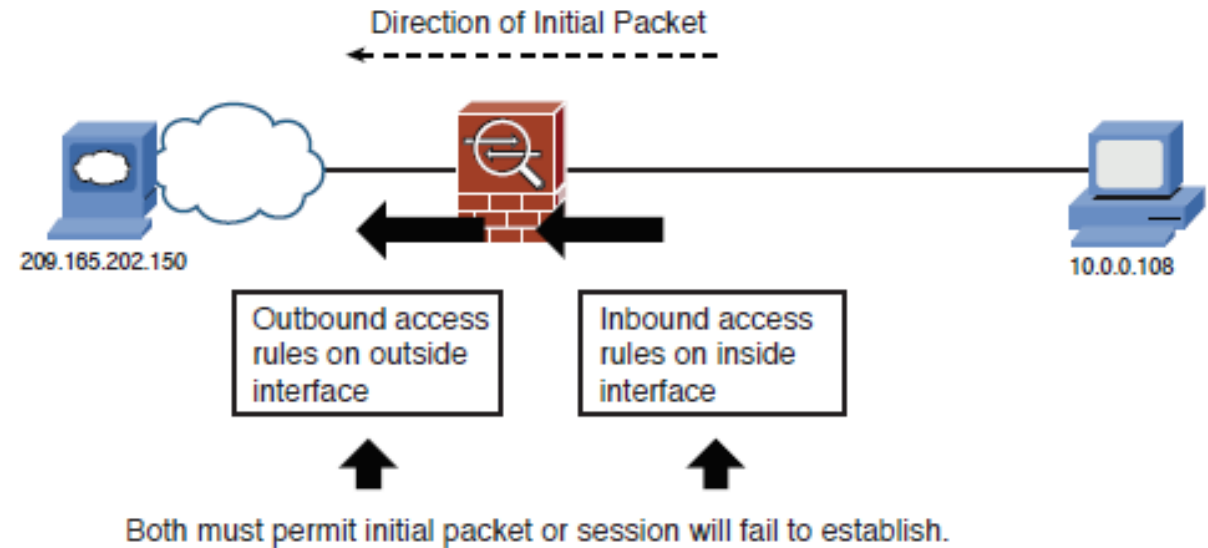 Direction of Initial Packet
209.165.202.150
10.0.0.108
Outbound access
rules on outside
interface
Inbound access
rules on inside
interface
Both must permit initial packet or session will fail to establish.